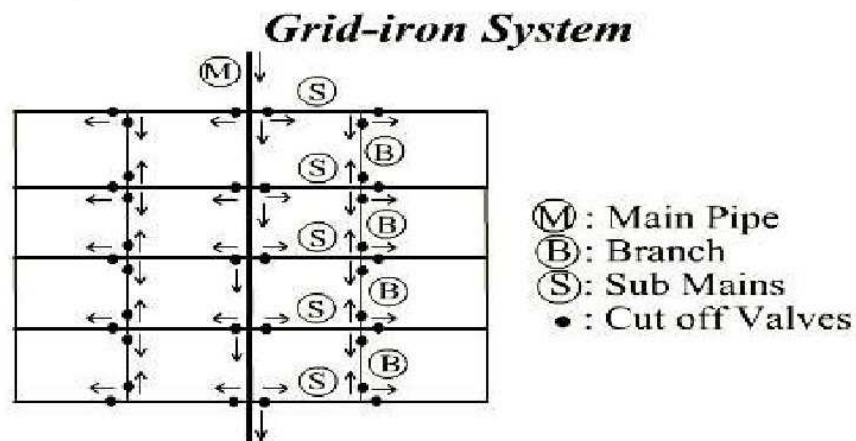 Grid-iron System
M
S
B
S
B
S
B
S
B
S
M : Main Pipe
B : Branch
S : Sub Mains
• : Cut off Valves